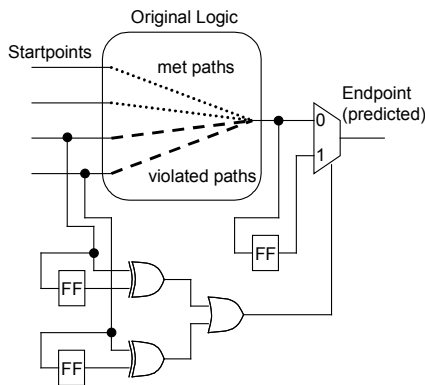 Original Logic
Startpoints
met paths
Endpoint
(predicted)
0
1
violated paths
FF
FF
FF